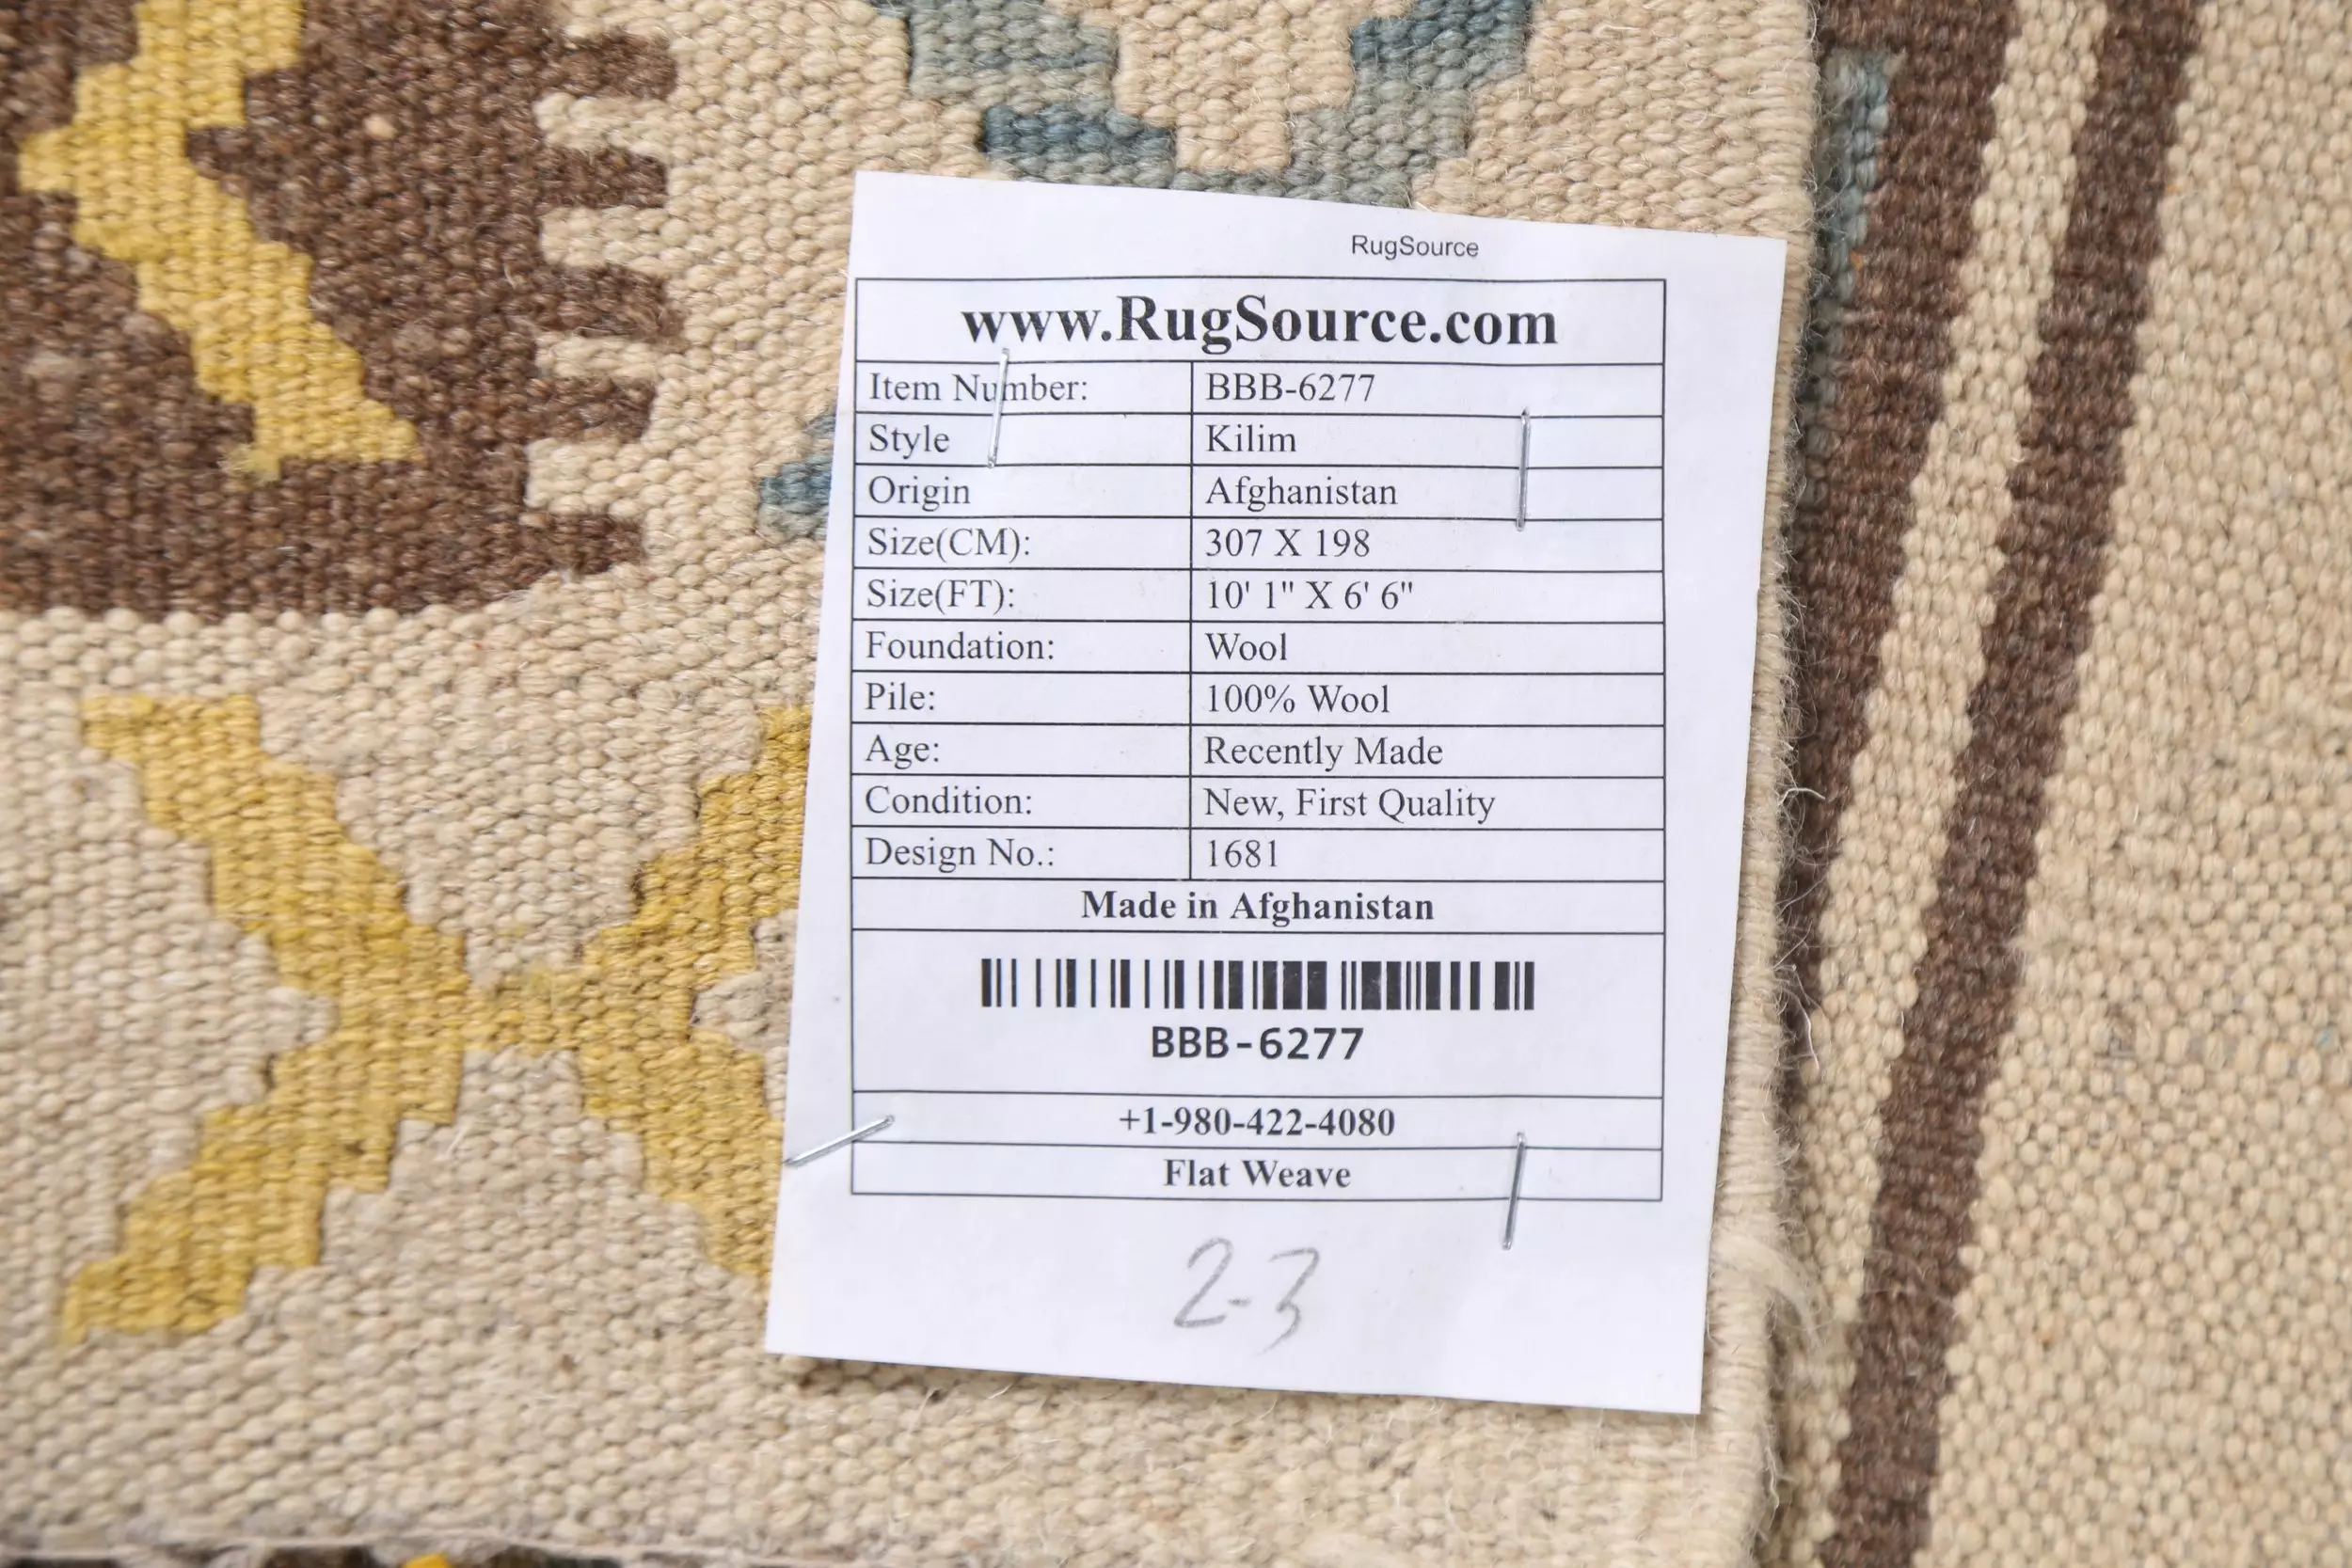 RugSource
www.RugSource.com
Item Number: BBB-6277
Style Kilim
Origin Afghanistan
Size(CM): 307 X 198
Size(FT): 10' 1" X 6' 6"
Foundation: Wool
Pile: 100% Wool
Age: Recently Made
Condition: New, First Quality
Design No.: 1681
Made in Afghanistan
BBB-6277
+1-980-422-4080
Flat Weave
2-3